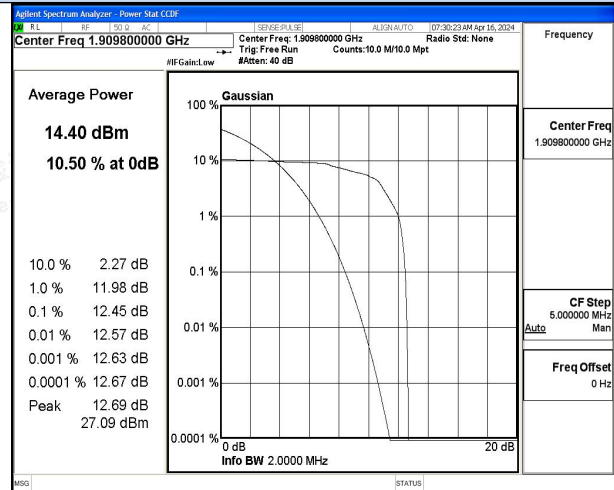 Agilent Spectrum Analyzer - Power Stat CCDF
RL RF 50 Ω AC SENSE:PULSE ALIGN AUTO 07:30:23 AM Apr 16, 2024
Center Freq 1.909800000 GHz
Center Freq: 1.909800000 GHz Radio Std: None
Trig: Free Run Counts:10.0 M/10.0 Mpt
#IFGain:Low #Atten: 40 dB
Frequency
Average Power
14.40 dBm
10.50 % at 0dB
10.0 % 2.27 dB
1.0 % 11.98 dB
0.1 % 12.45 dB
0.01 % 12.57 dB
0.001 % 12.63 dB
0.0001 % 12.67 dB
Peak 12.69 dB
27.09 dBm
Gaussian
100 %
10 %
1 %
0.1 %
0.01 %
0.001 %
0.0001 %
0 dB 20 dB
Info BW 2.0000 MHz
Center Freq
1.909800000 GHz
CF Step
5.000000 MHz
Auto Man
Freq Offset
0 Hz
MSG STATUS